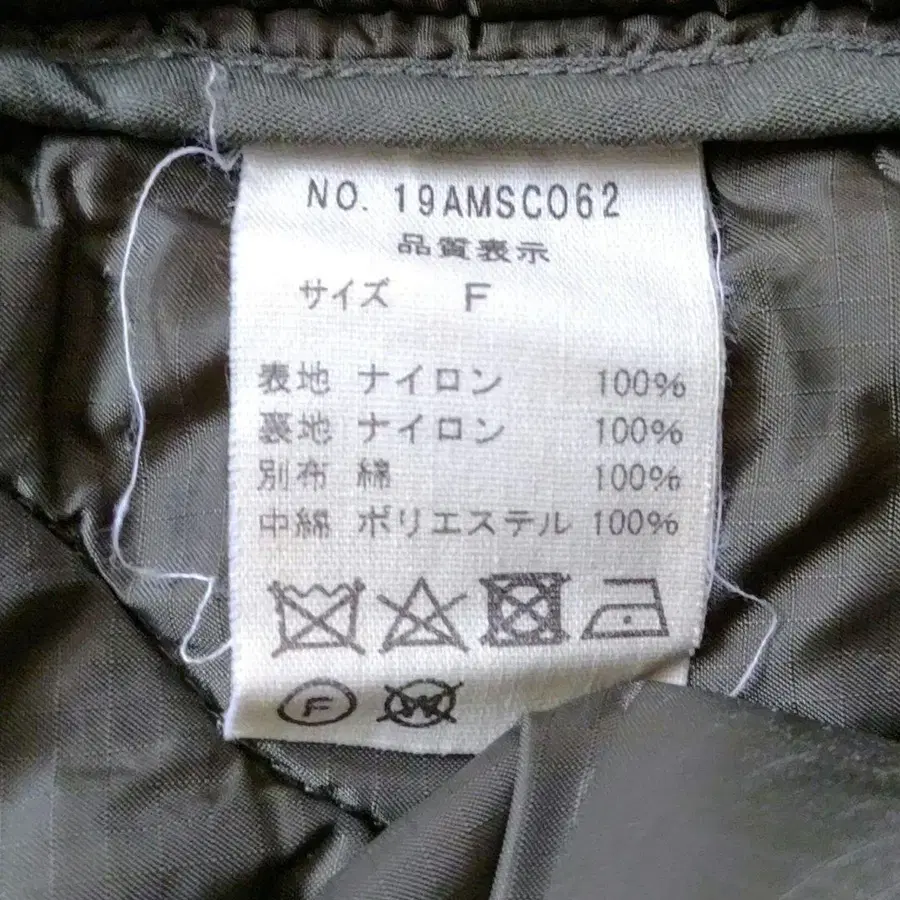 NO. 19AMSC062
品質表示
サイズ F
表地 ナイロン 100%
裏地 ナイロン 100%
別布 綿 100%
中綿 ポリエステル 100%
F W